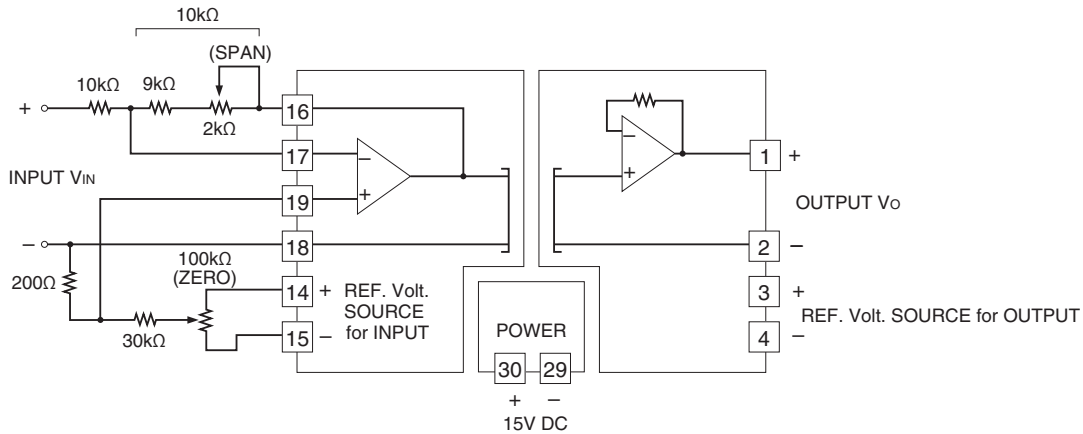 10kΩ
(SPAN)
10kΩ
9kΩ
2kΩ
+
16
17
−
INPUT VIN
19
+
−
18
200Ω
100kΩ
(ZERO)
14
+
REF. Volt.
SOURCE
for INPUT
30kΩ
15
−
−
+
1
+
OUTPUT VO
2
−
3
+
REF. Volt. SOURCE for OUTPUT
4
−
POWER
30
29
+
−
15V DC